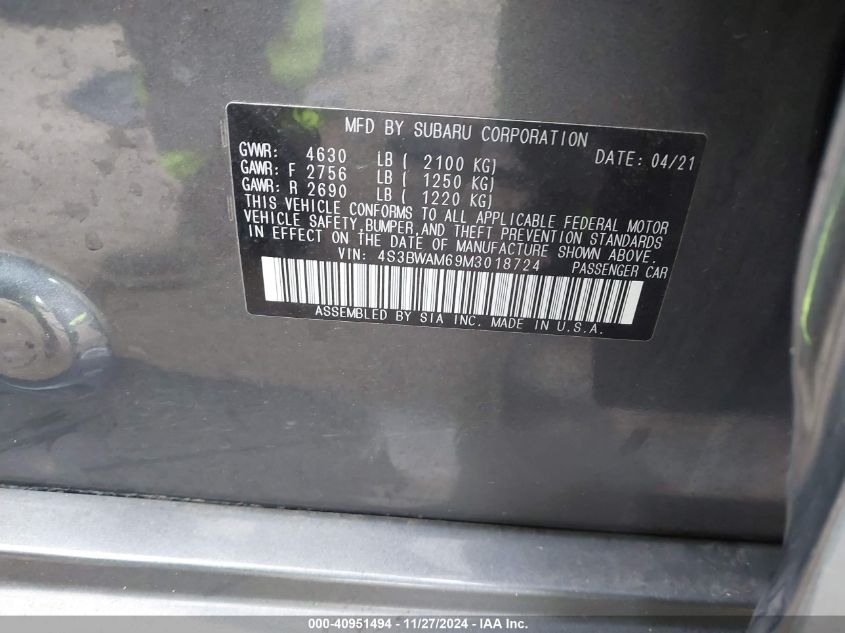 MFD BY SUBARU CORPORATION
GVWR: 4630 LB ( 2100 KG) DATE: 04/21
GAWR: F 2756 LB ( 1250 KG)
GAWR: R 2690 LB ( 1220 KG)
THIS VEHICLE CONFORMS TO ALL APPLICABLE FEDERAL MOTOR
VEHICLE SAFETY,BUMPER,AND THEFT PREVENTION STANDARDS
IN EFFECT ON THE DATE OF MANUFACTURE SHOWN ABOVE.
VIN: 4S3BWAM69M3018724 PASSENGER CAR
ASSEMBLED BY SIA INC. MADE IN U.S.A.
000-40951494 - 11/27/2024 - IAA Inc.